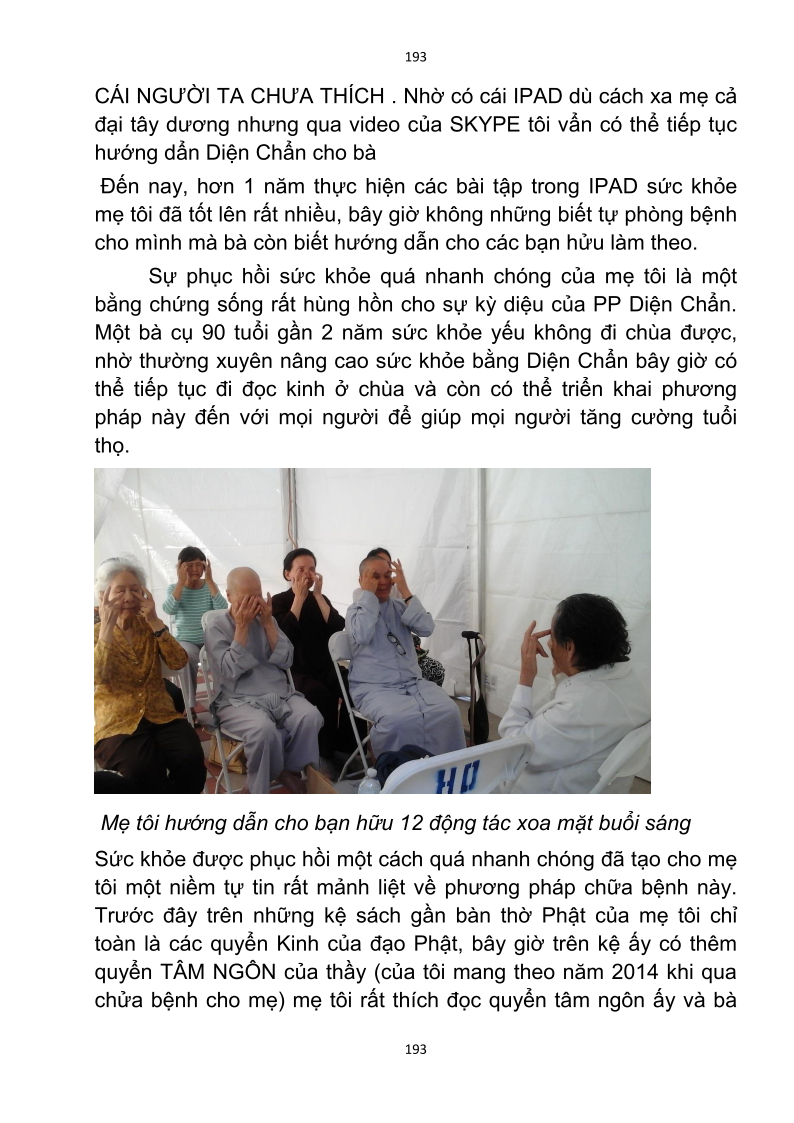 193
CÁI NGƯỜI TA CHƯA THÍCH . Nhờ có cái IPAD dù cách xa mẹ cả
đại tây dương nhưng qua video của SKYPE tôi vẩn có thể tiếp tục
hướng dẩn Diện Chẩn cho bà
Đến nay, hơn 1 năm thực hiện các bài tập trong IPAD sức khỏe
mẹ tôi đã tốt lên rất nhiều, bây giờ không những biết tự phòng bệnh
cho mình mà bà còn biết hướng dẫn cho các bạn hửu làm theo.
Sự phục hồi sức khỏe quá nhanh chóng của mẹ tôi là một
bằng chứng sống rất hùng hồn cho sự kỳ diệu của PP Diện Chẩn.
Một bà cụ 90 tuổi gần 2 năm sức khỏe yếu không đi chùa được,
nhờ thường xuyên nâng cao sức khỏe bằng Diện Chẩn bây giờ có
thể tiếp tục đi đọc kinh ở chùa và còn có thể triển khai phương
pháp này đến với mọi người để giúp mọi người tăng cường tuổi
thọ.
HD
Mẹ tôi hướng dẫn cho bạn hữu 12 động tác xoa mặt buổi sáng
Sức khỏe được phục hồi một cách quá nhanh chóng đã tạo cho mẹ
tôi một niềm tự tin rất mảnh liệt về phương pháp chữa bệnh này.
Trước đây trên những kệ sách gần bàn thờ Phật của mẹ tôi chỉ
toàn là các quyển Kinh của đạo Phật, bây giờ trên kệ ấy có thêm
quyển TÂM NGÔN của thầy (của tôi mang theo năm 2014 khi qua
chửa bệnh cho mẹ) mẹ tôi rất thích đọc quyển tâm ngôn ấy và bà
193